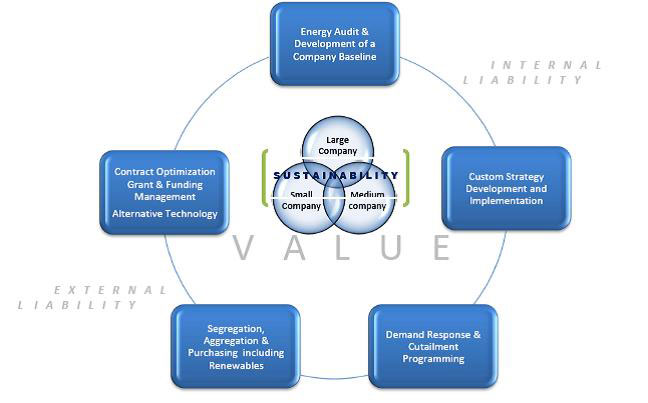 Energy Audit &
Development of a
Company Baseline
INTERNAL
LIABILITY
Large
Company
Contract Optimization
Grant & Funding
Management
Alternative Technology
SUSTAINABILITY
Small
Company
Medium
company
Custom Strategy
Development and
Implementation
VALUE
EXTERNAL
LIABILITY
Segregation,
Aggregation &
Purchasing including
Renewables
Demand Response &
Cutailment
Programming